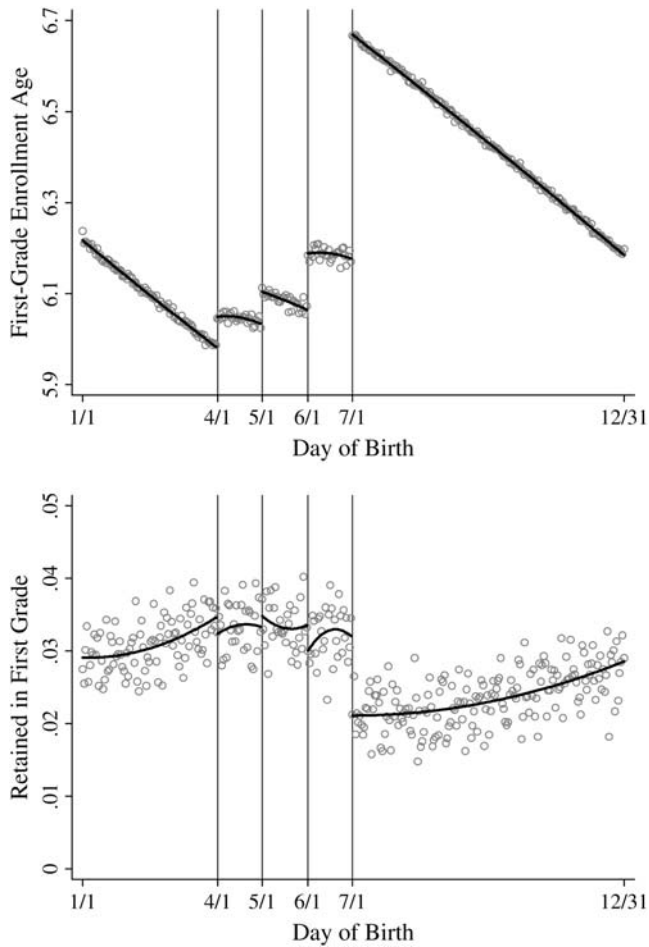 First-Grade Enrollment Age
6.7
6.5
6.3
6.1
5.9
1/1 4/1 5/1 6/1 7/1 12/31
Day of Birth
Retained in First Grade
.05
.04
.03
.02
.01
0
1/1 4/1 5/1 6/1 7/1 12/31
Day of Birth